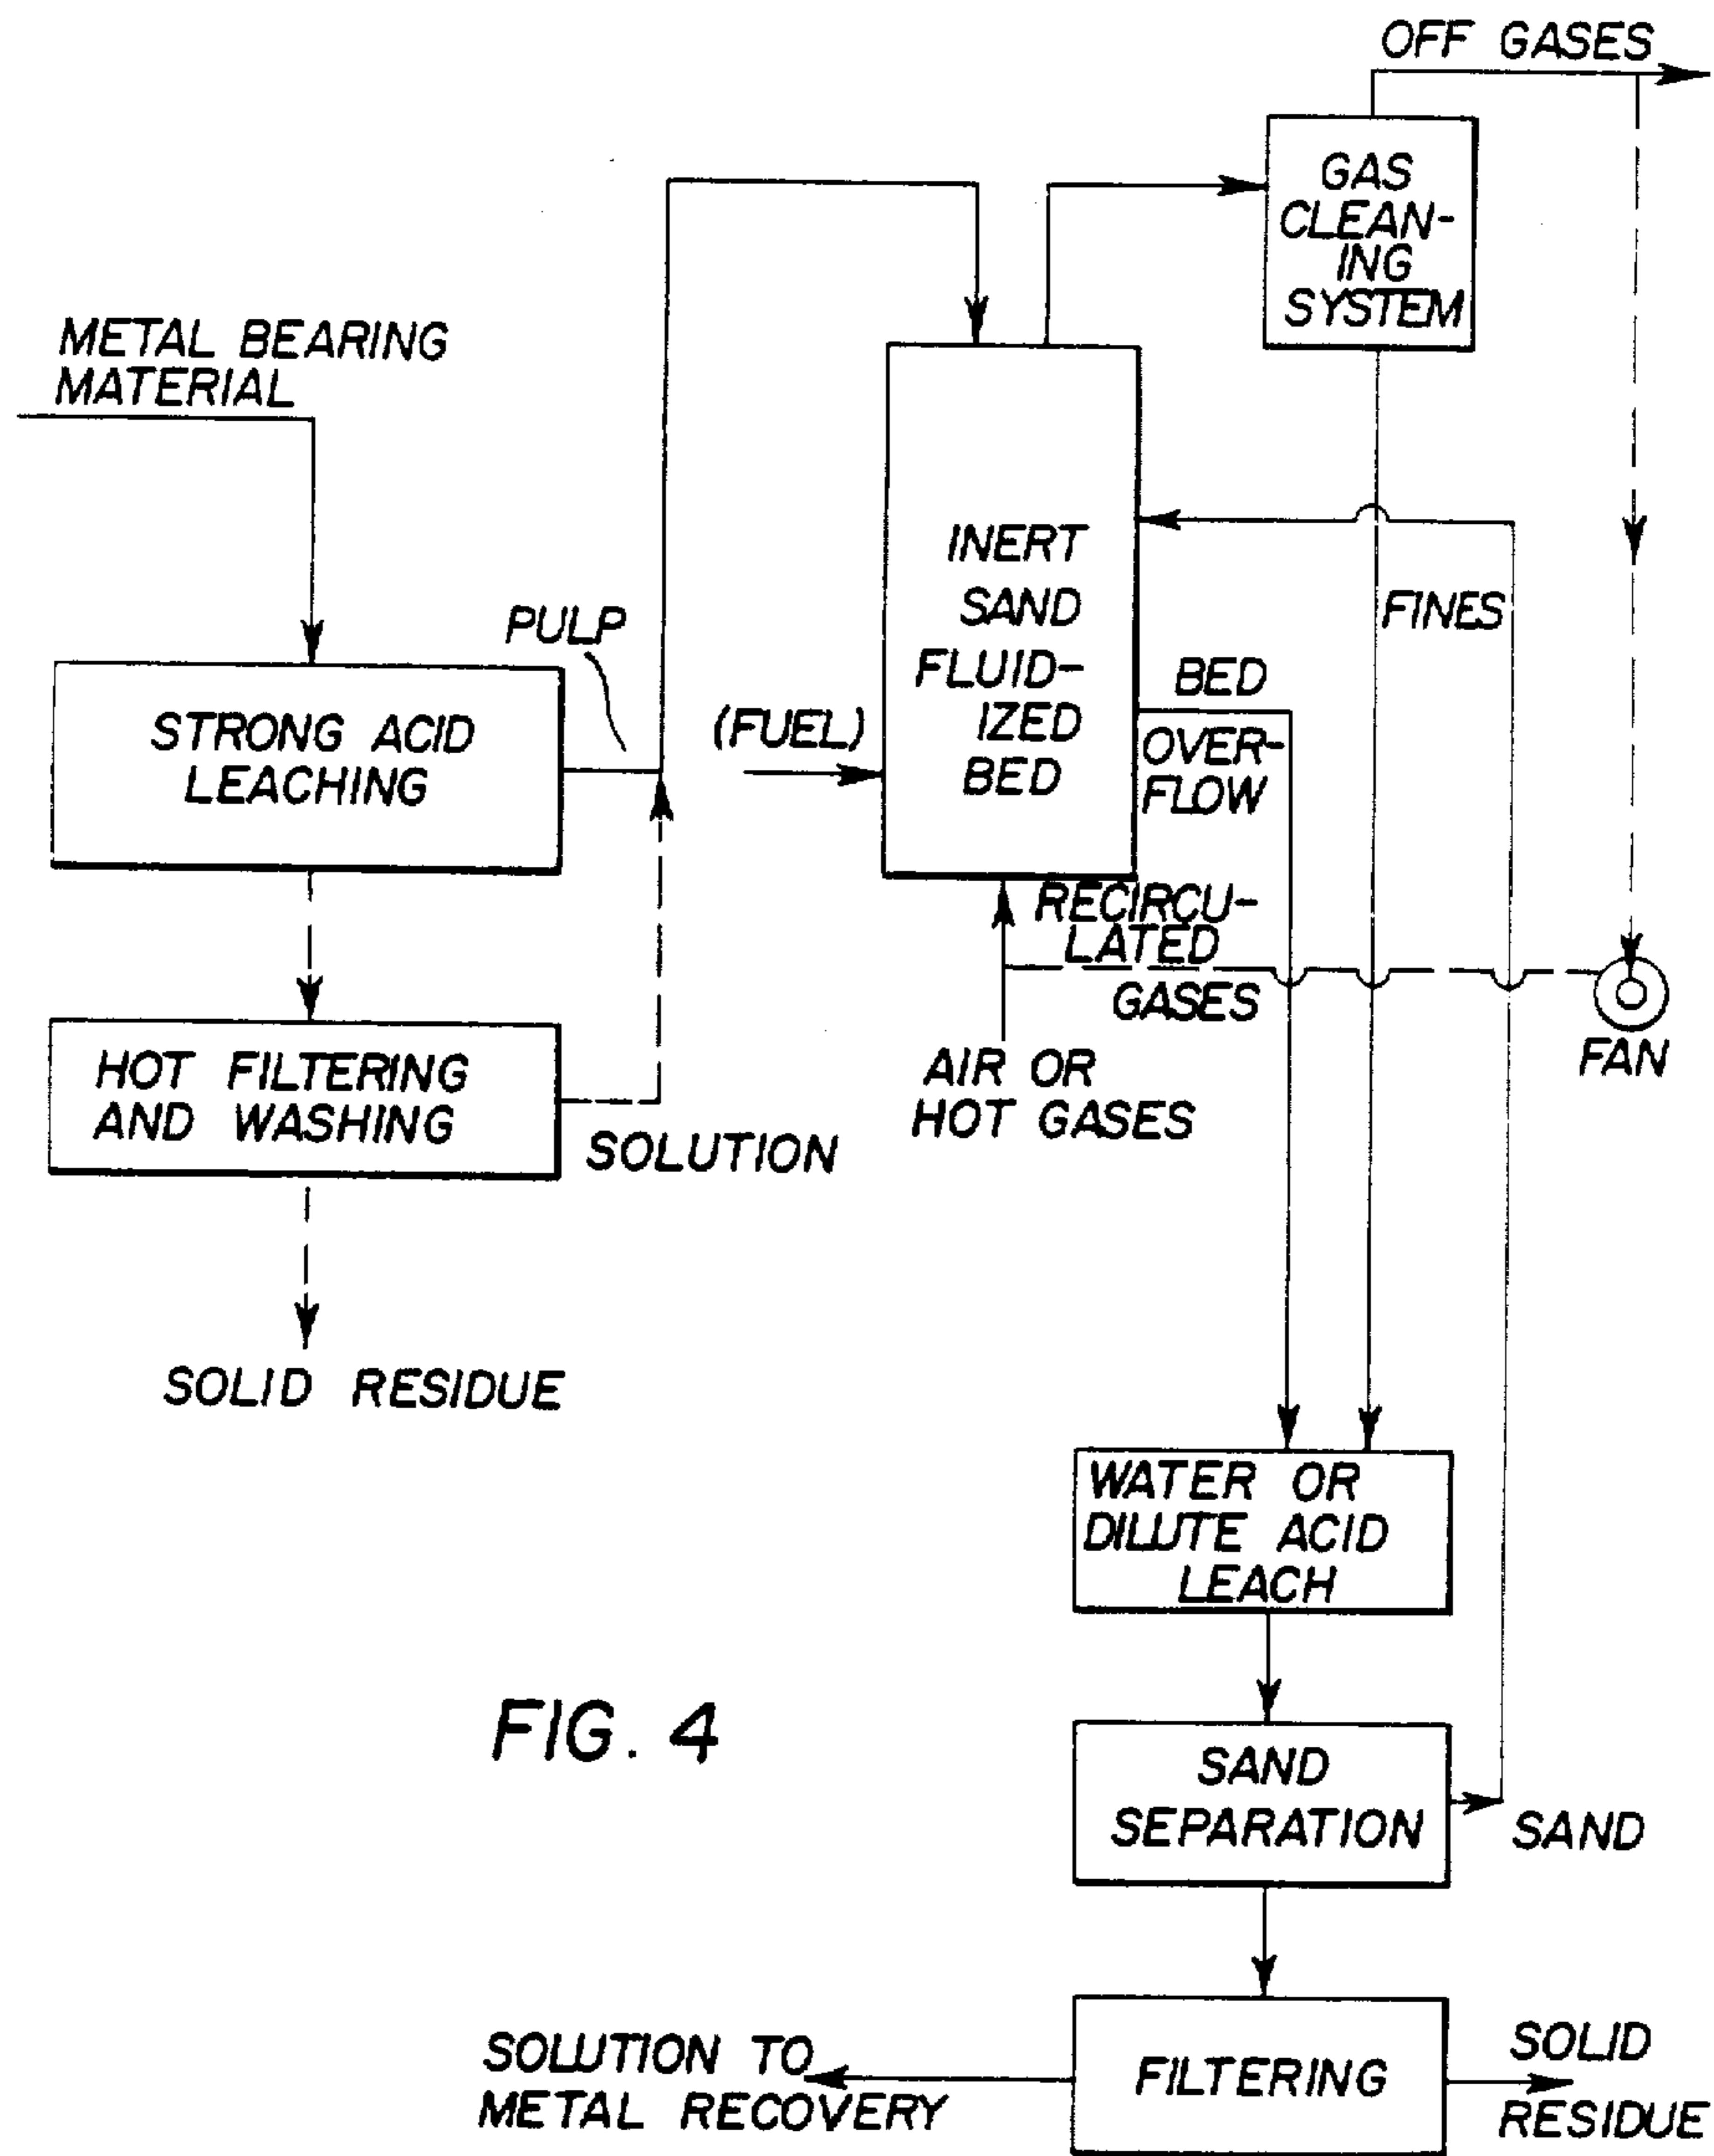 OFF GASES
GAS
CLEAN-
ING
SYSTEM
METAL BEARING
MATERIAL
INERT
SAND
FLUID-
IZED
BED
FINES
PULP
(FUEL)
BED
OVER-
FLOW
STRONG ACID
LEACHING
RECIRCU-
LATED
GASES
FAN
AIR OR
HOT GASES
HOT FILTERING
AND WASHING
SOLUTION
SOLID RESIDUE
WATER OR
DILUTE ACID
LEACH
FIG. 4
SAND
SEPARATION
SAND
SOLUTION TO
METAL RECOVERY
FILTERING
SOLID
RESIDUE